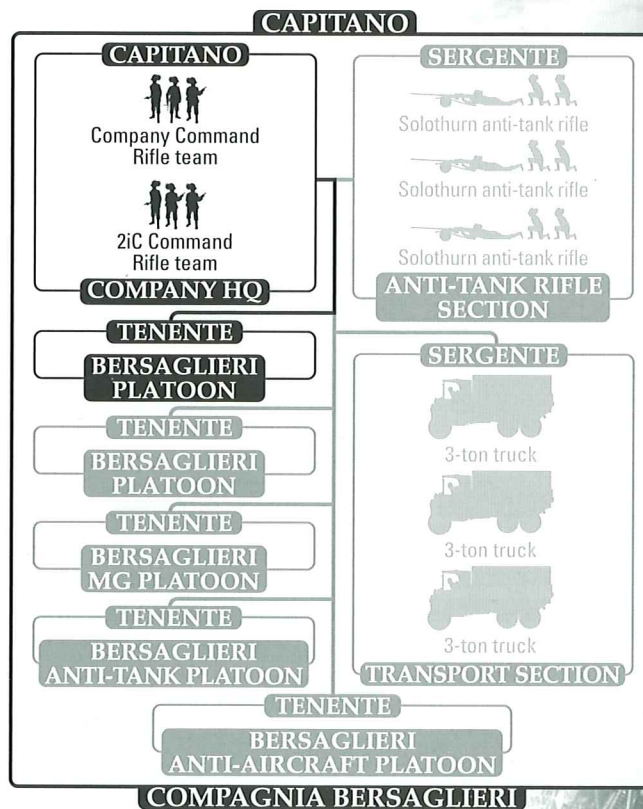 CAPITANO
CAPITANO
Company Command
Rifle team
2iC Command
Rifle team
COMPANY HQ
SERGENTE
Solothurn anti-tank rifle
Solothurn anti-tank rifle
Solothurn anti-tank rifle
ANTI-TANK RIFLE
SECTION
TENENTE
BERSAGLIERI
PLATOON
TENENTE
BERSAGLIERI
PLATOON
TENENTE
BERSAGLIERI
MG PLATOON
TENENTE
BERSAGLIERI
ANTI-TANK PLATOON
SERGENTE
3-ton truck
3-ton truck
3-ton truck
TRANSPORT SECTION
TENENTE
BERSAGLIERI
ANTI-AIRCRAFT PLATOON
COMPAGNIA BERSAGLIERI